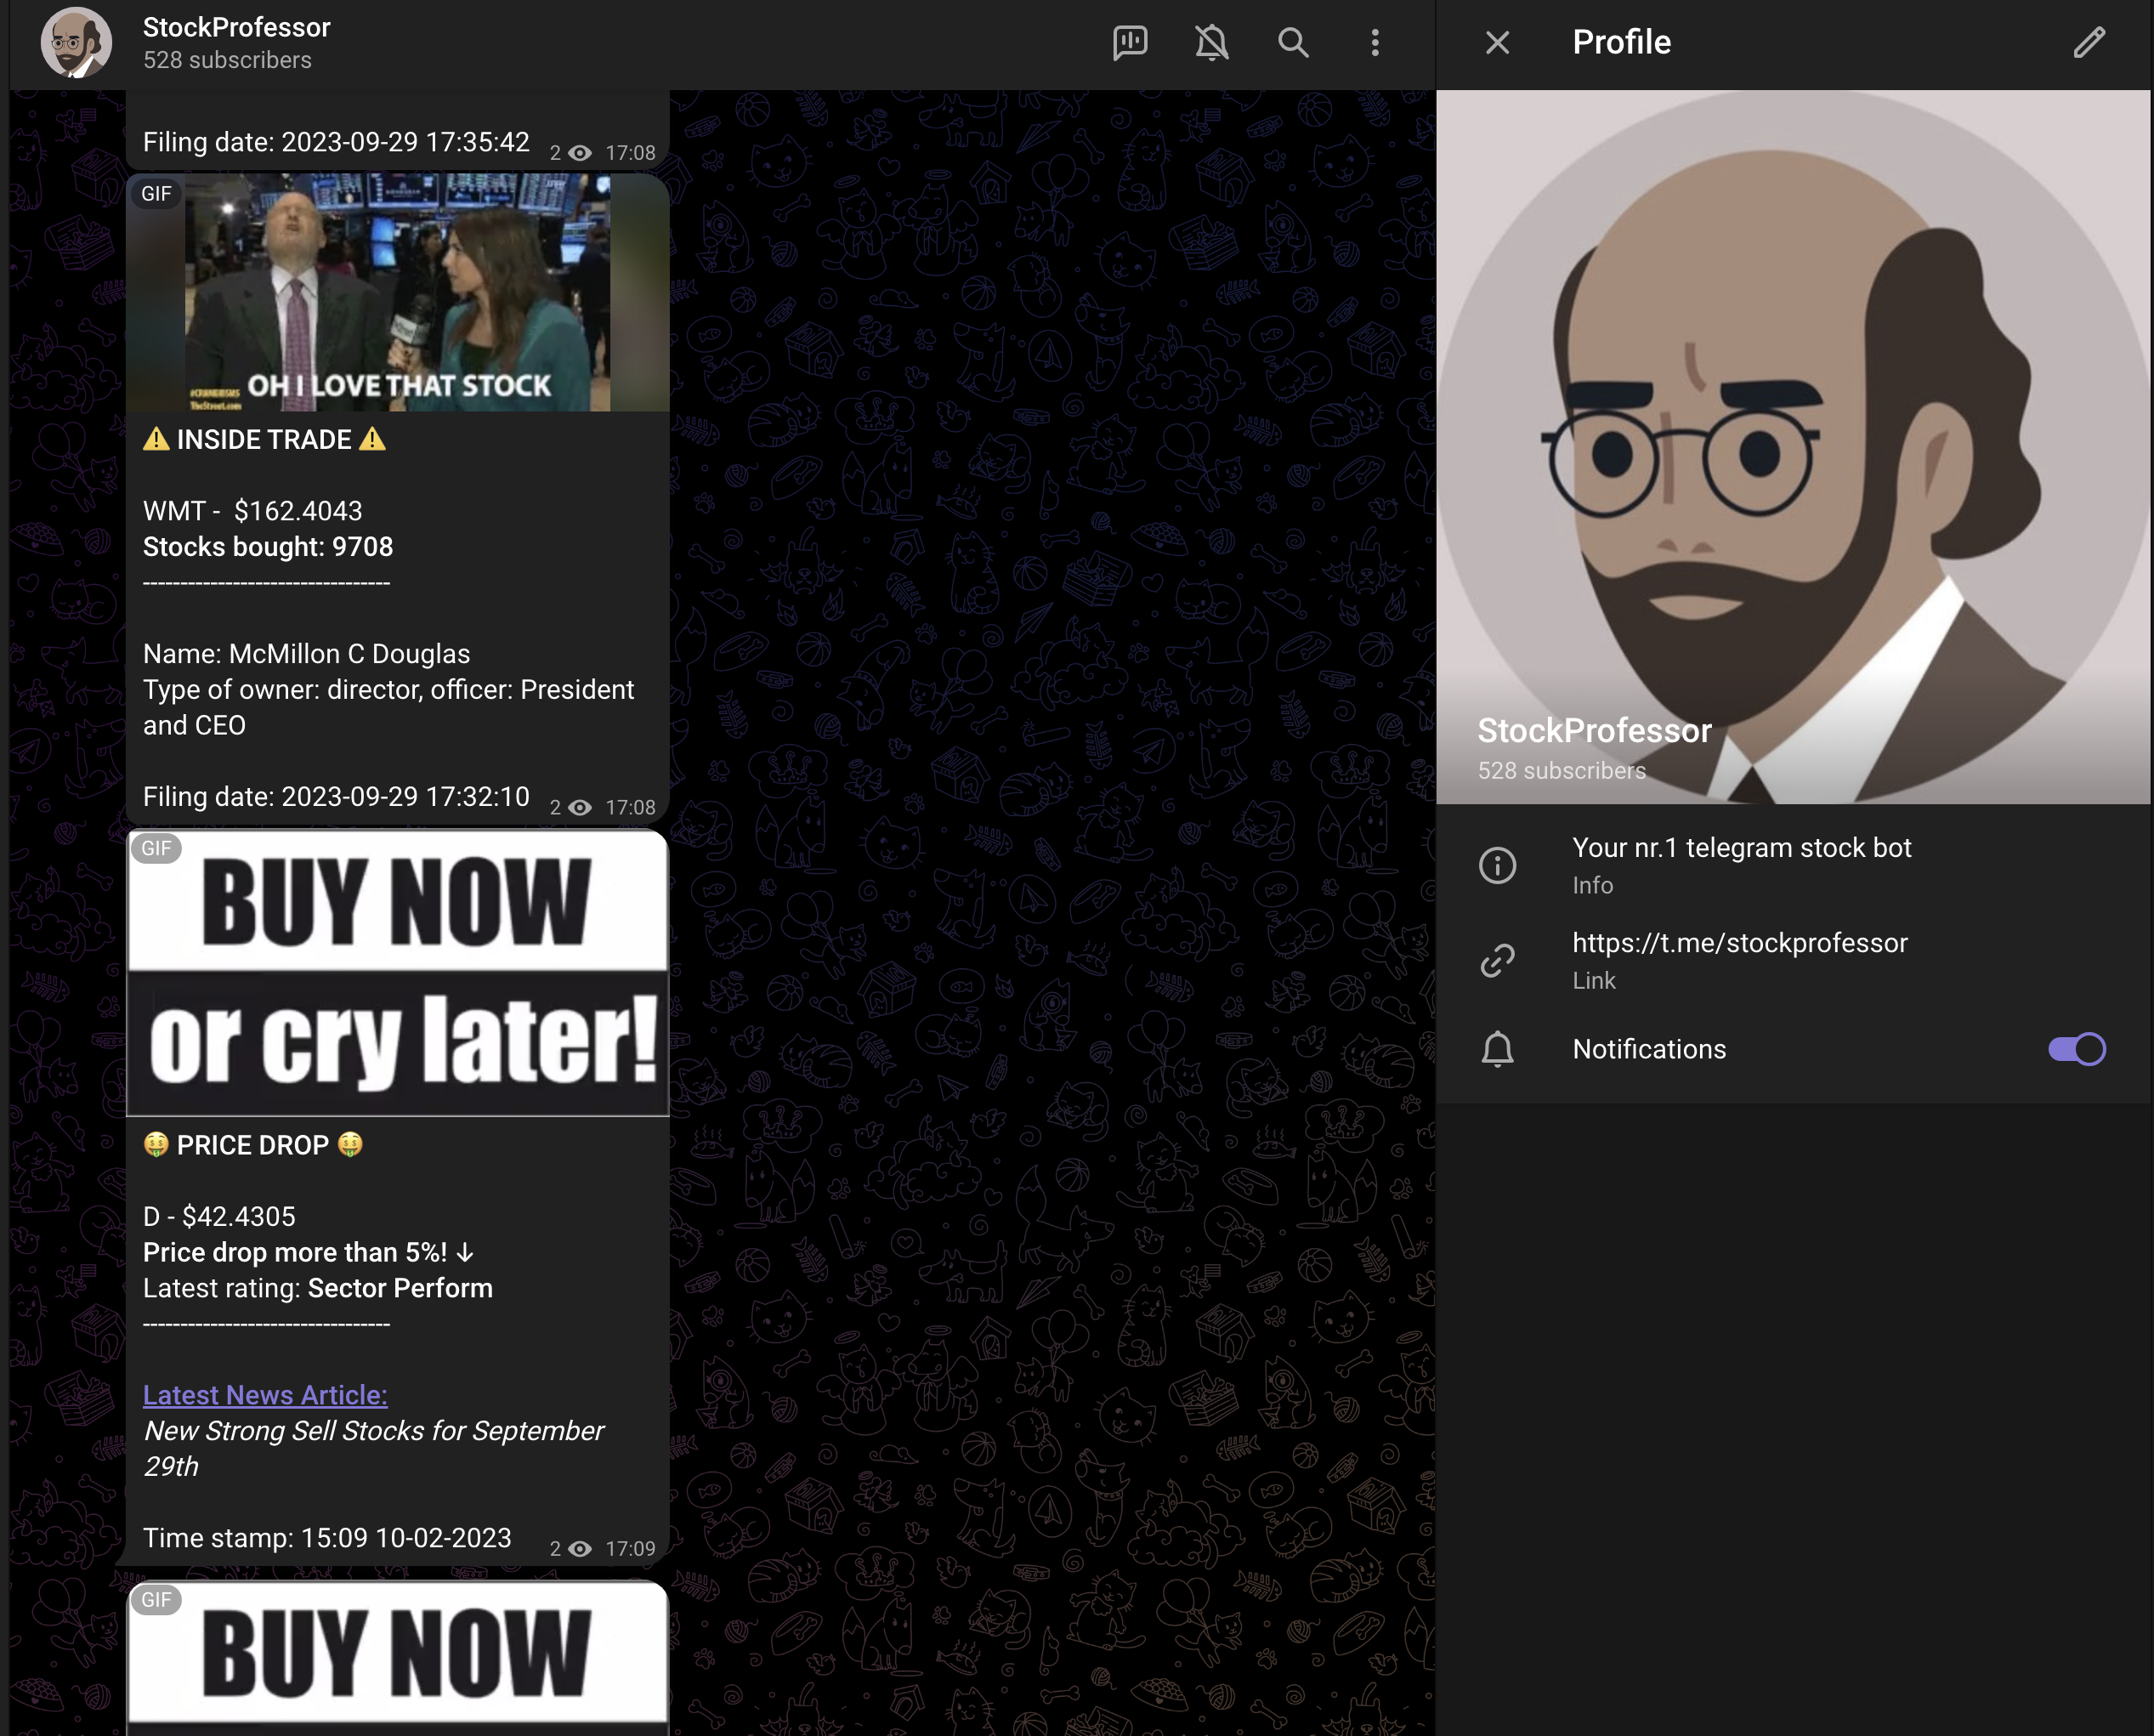 StockProfessor
528 subscribers
Filing date: 2023-09-29 17:35:42
2 17:08
GIF
#CRAMERISMS
TheStreet.com
OH I LOVE THAT STOCK
⚠️ INSIDE TRADE ⚠️
WMT - $162.4043
Stocks bought: 9708
---------------------------------
Name: McMillon C Douglas
Type of owner: director, officer: President
and CEO
Filing date: 2023-09-29 17:32:10
2 17:08
GIF
BUY NOW
or cry later!
🤑 PRICE DROP 🤑
D - $42.4305
Price drop more than 5%! ↓
Latest rating: Sector Perform
---------------------------------
Latest News Article:
New Strong Sell Stocks for September
29th
Time stamp: 15:09 10-02-2023
2 17:09
GIF
BUY NOW
Profile
StockProfessor
528 subscribers
Your nr.1 telegram stock bot
Info
https://t.me/stockprofessor
Link
Notifications